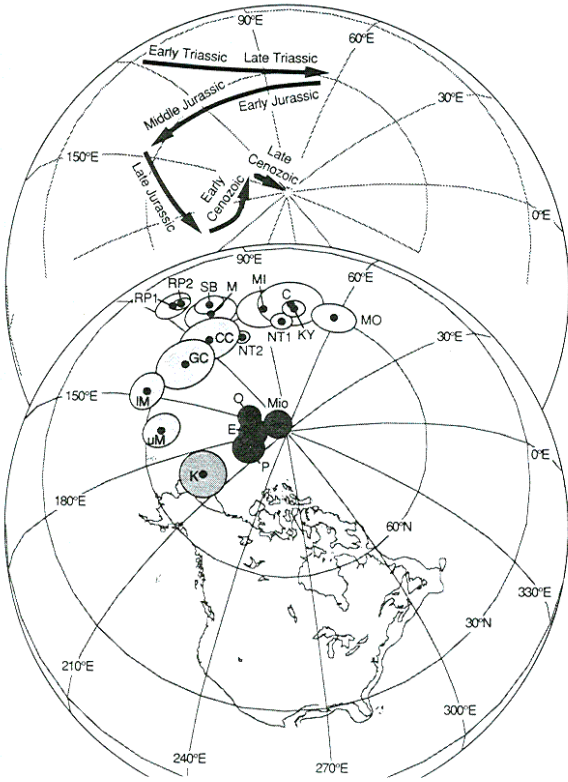 90°E
60°E
Early Triassic
Late Triassic
Middle Jurassic
Early Jurassic
30°E
150°E
Late Jurassic
Early
Cenozoic
Late
Cenozoic
0°E
90°E
60°E
RP1
RP2
SB
M
MI
C
KY
MO
NT1
NT2
CC
GC
30°E
150°E
lM
Q
Mio
E
uM
P
0°E
K
180°E
60°N
330°E
30°N
210°E
300°E
240°E
270°E